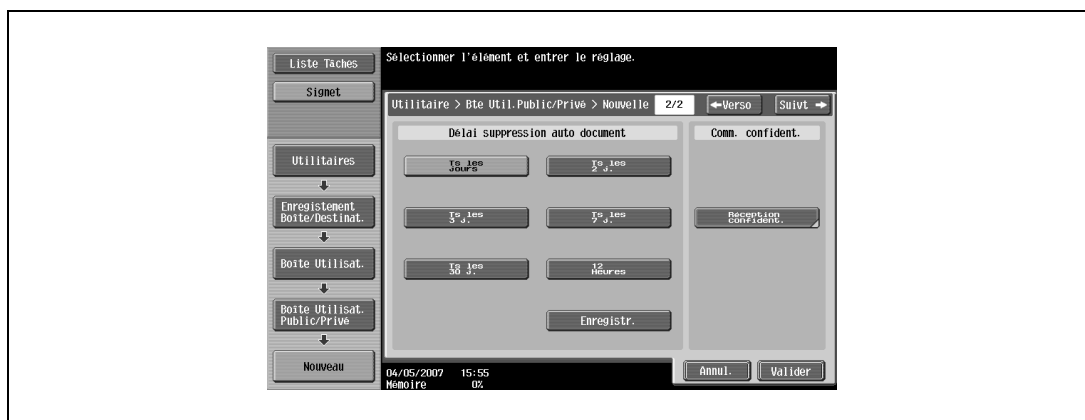 Liste Tâches
Signet
Sélectionner l'élément et entrer le réglage.
Utilitaire > Bte Util.Public/Privé > Nouvelle 2/2 ←Verso Suivt →
Délai suppression auto document
Comm. confident.
Ts les
Jours
Ts les
2 J.
Ts les
3 J.
Ts les
7 J.
Réception
confident.
Ts les
30 J.
12
Heures
Enregistr.
Utilitaires
Enregistement
Boîte/Destinat.
Boîte Utilisat.
Boîte Utilisat.
Public/Privé
Nouveau
04/05/2007 15:55
Mémoire 0%
Annul. Valider